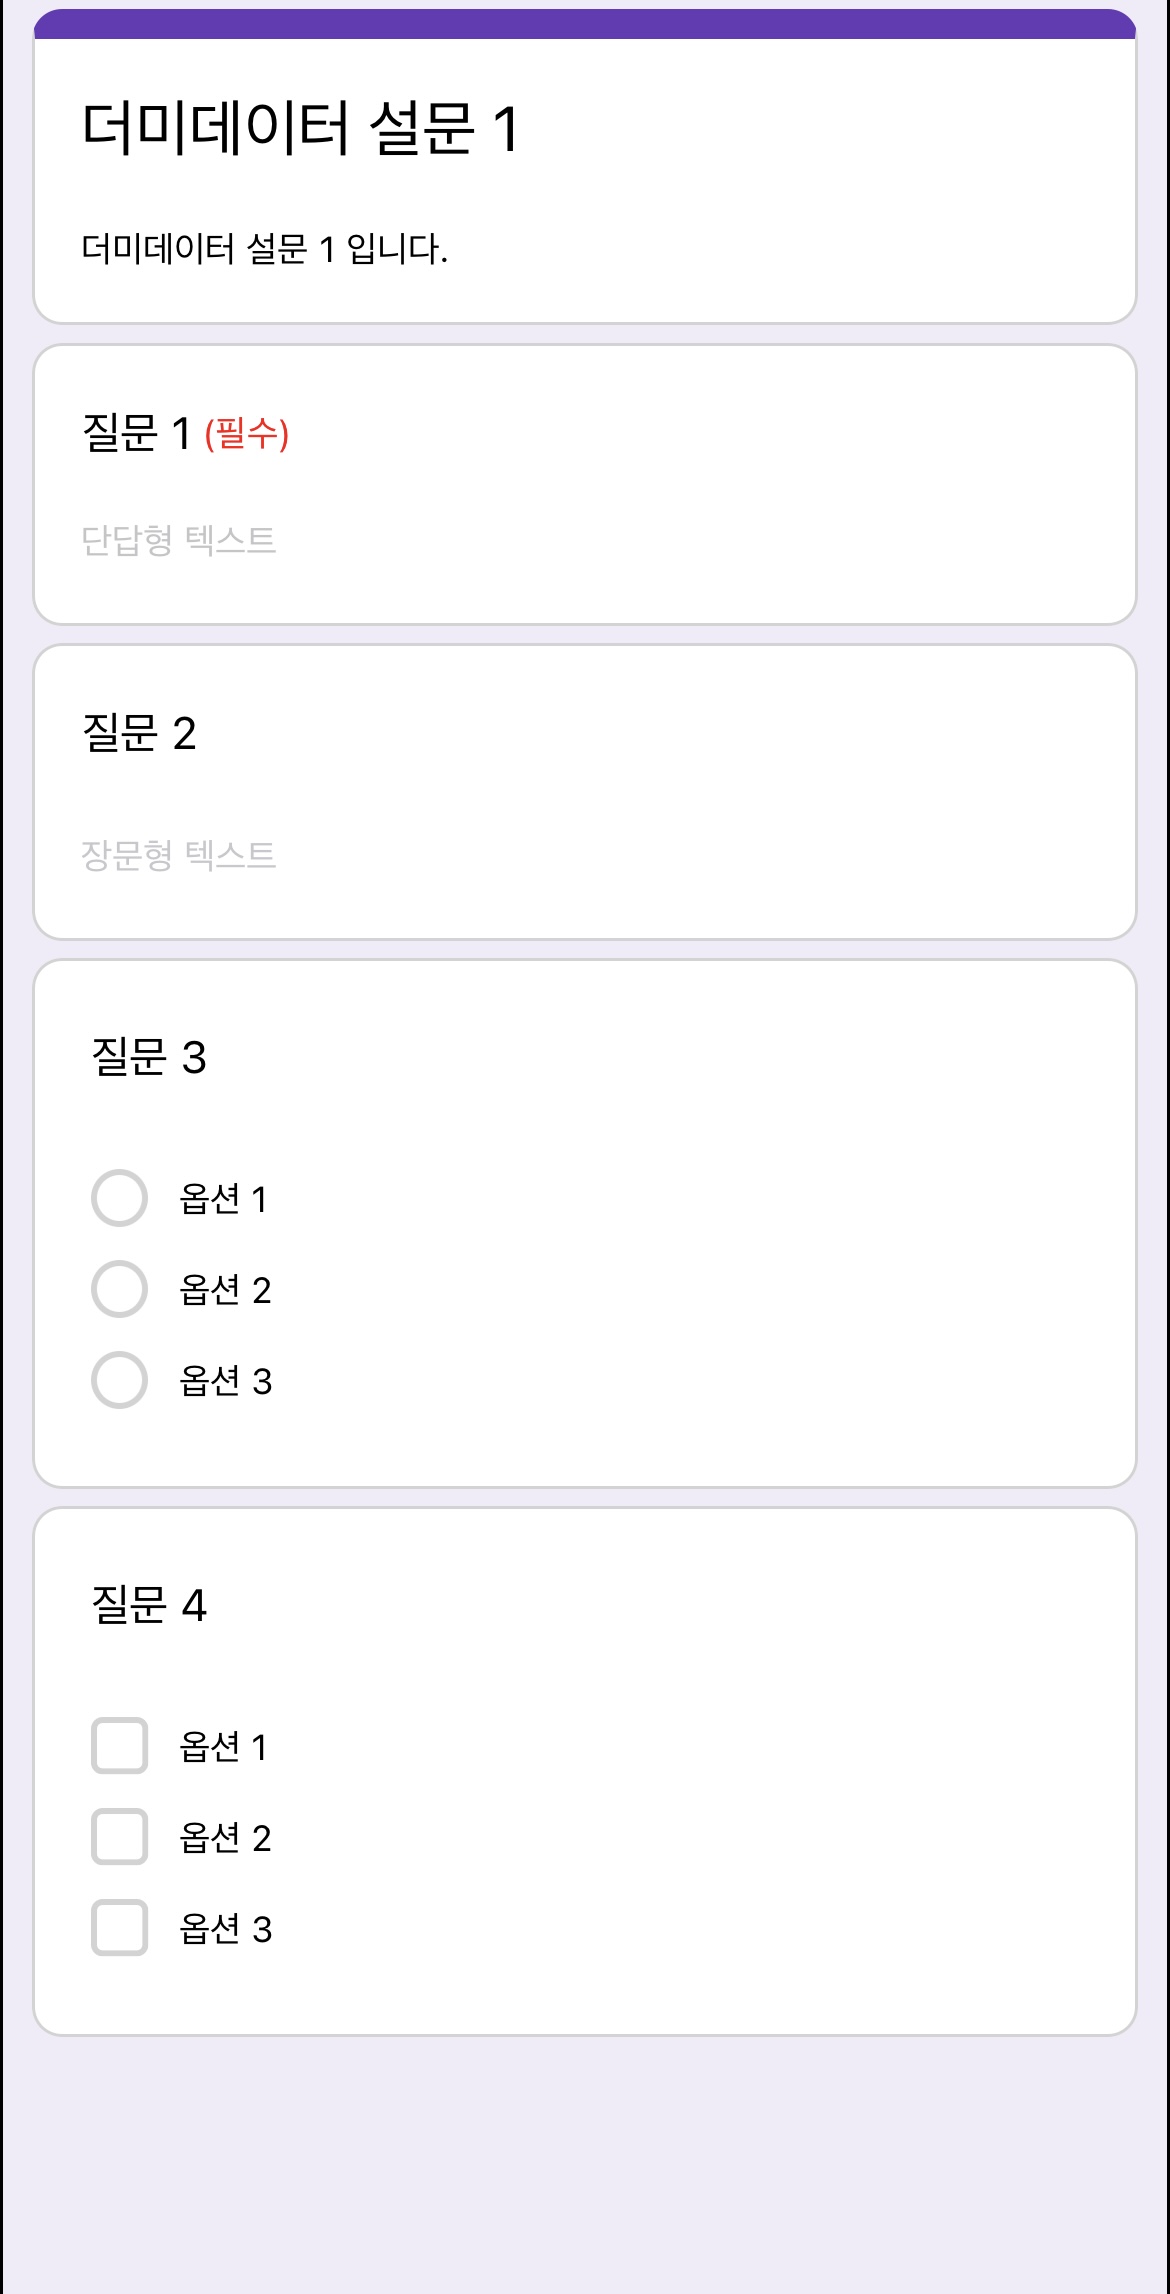 더미데이터 설문 1
더미데이터 설문 1 입니다.
질문 1 (필수)
단답형 텍스트
질문 2
장문형 텍스트
질문 3
옵션 1
옵션 2
옵션 3
질문 4
옵션 1
옵션 2
옵션 3